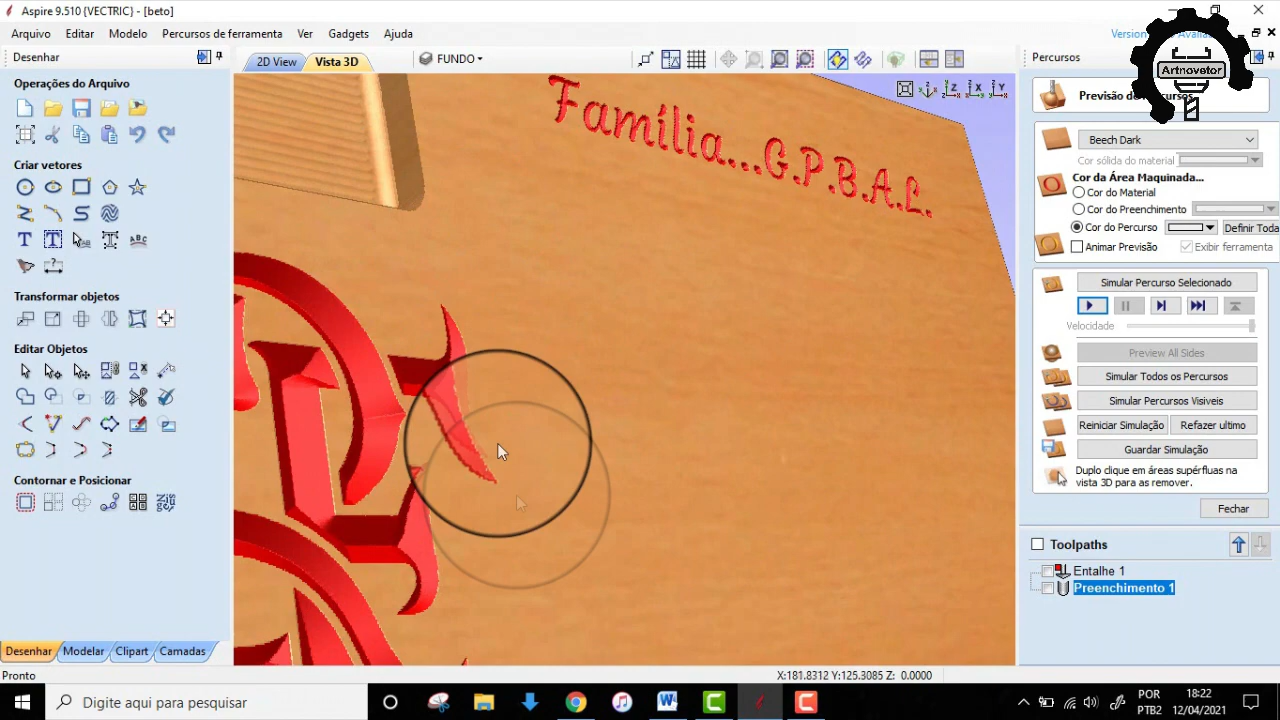 Aspire 9.510 {VECTRIC} - [beto]
Arquivo Editar Modelo Percursos de ferramenta Ver Gadgets Ajuda
Desenhar
2D View Vista 3D FUNDO
Percursos
Artnovetor
Operações do Arquivo
Criar vetores
Transformar objetos
Editar Objetos
Contornar e Posicionar
Desenhar Modelar Clipart Camadas
Família...G.P.B.A.L.
Beech Dark
Cor sólida do material
Cor da Área Maquinada...
Cor do Material
Cor do Preenchimento
Cor do Percurso
Animar Previsão Exibir ferramenta
Simular Percurso Selecionado
Velocidade
Preview All Sides
Simular Todos os Percursos
Simular Percursos Visiveis
Reiniciar Simulação Refazer ultimo
Guardar Simulação
Duplo clique em áreas supérfluas na
vista 3D para as remover.
Fechar
Toolpaths
Entalhe 1
Preenchimento 1
Pronto
X:181.8312 Y:125.3085 Z: 0.0000
Digite aqui para pesquisar
POR
PTB2
18:22
12/04/2021